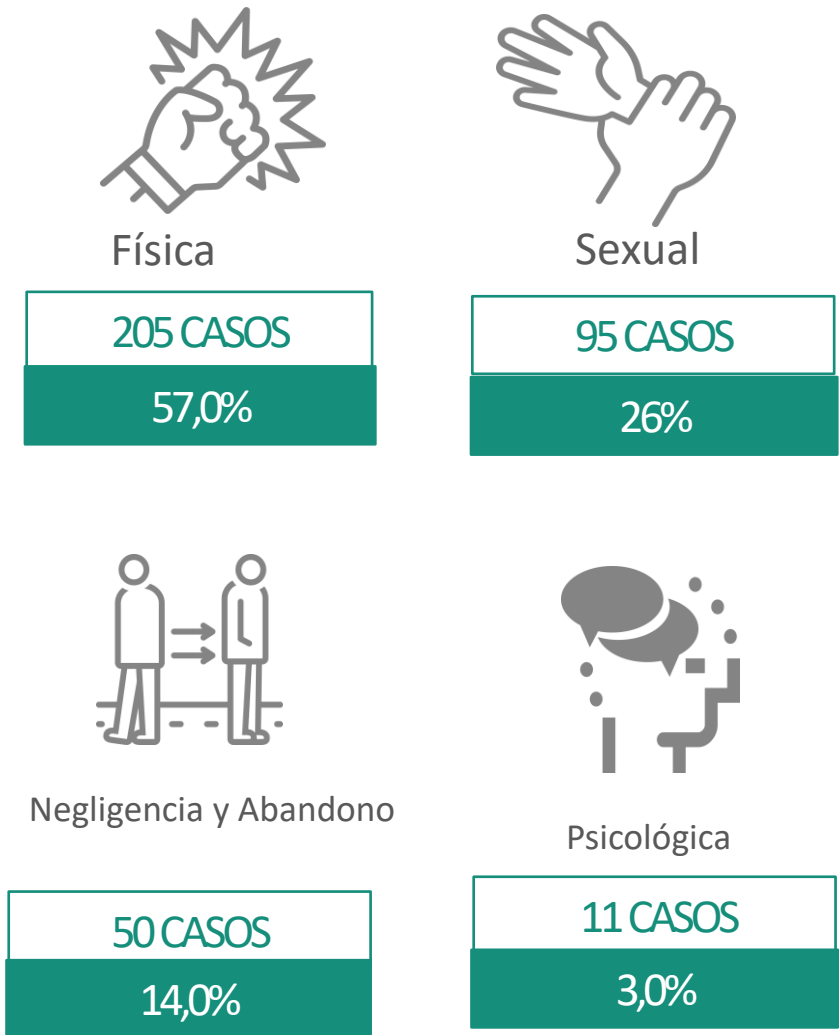 Física
205 CASOS
57,0%
Sexual
95 CASOS
26%
Negligencia y Abandono
50 CASOS
14,0%
Psicológica
11 CASOS
3,0%